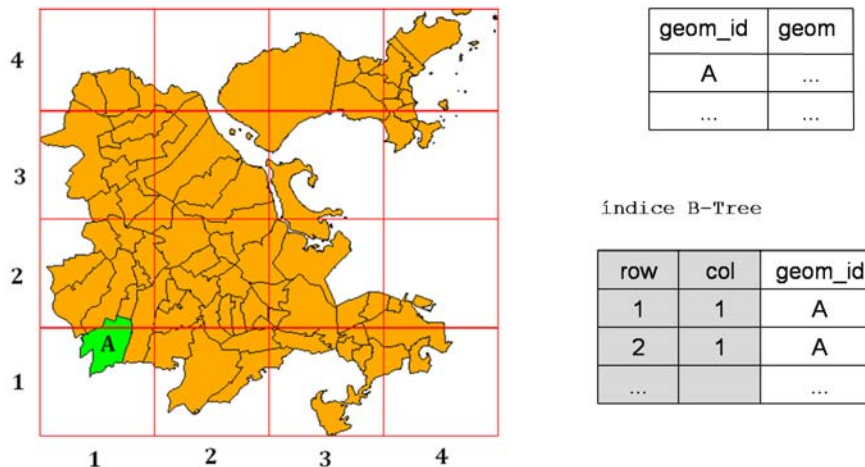 4
3
2
1
A
1 2 3 4
geom_id geom
A ...
... ...
índice B-Tree
row col geom_id
1 1 A
2 1 A
... ...